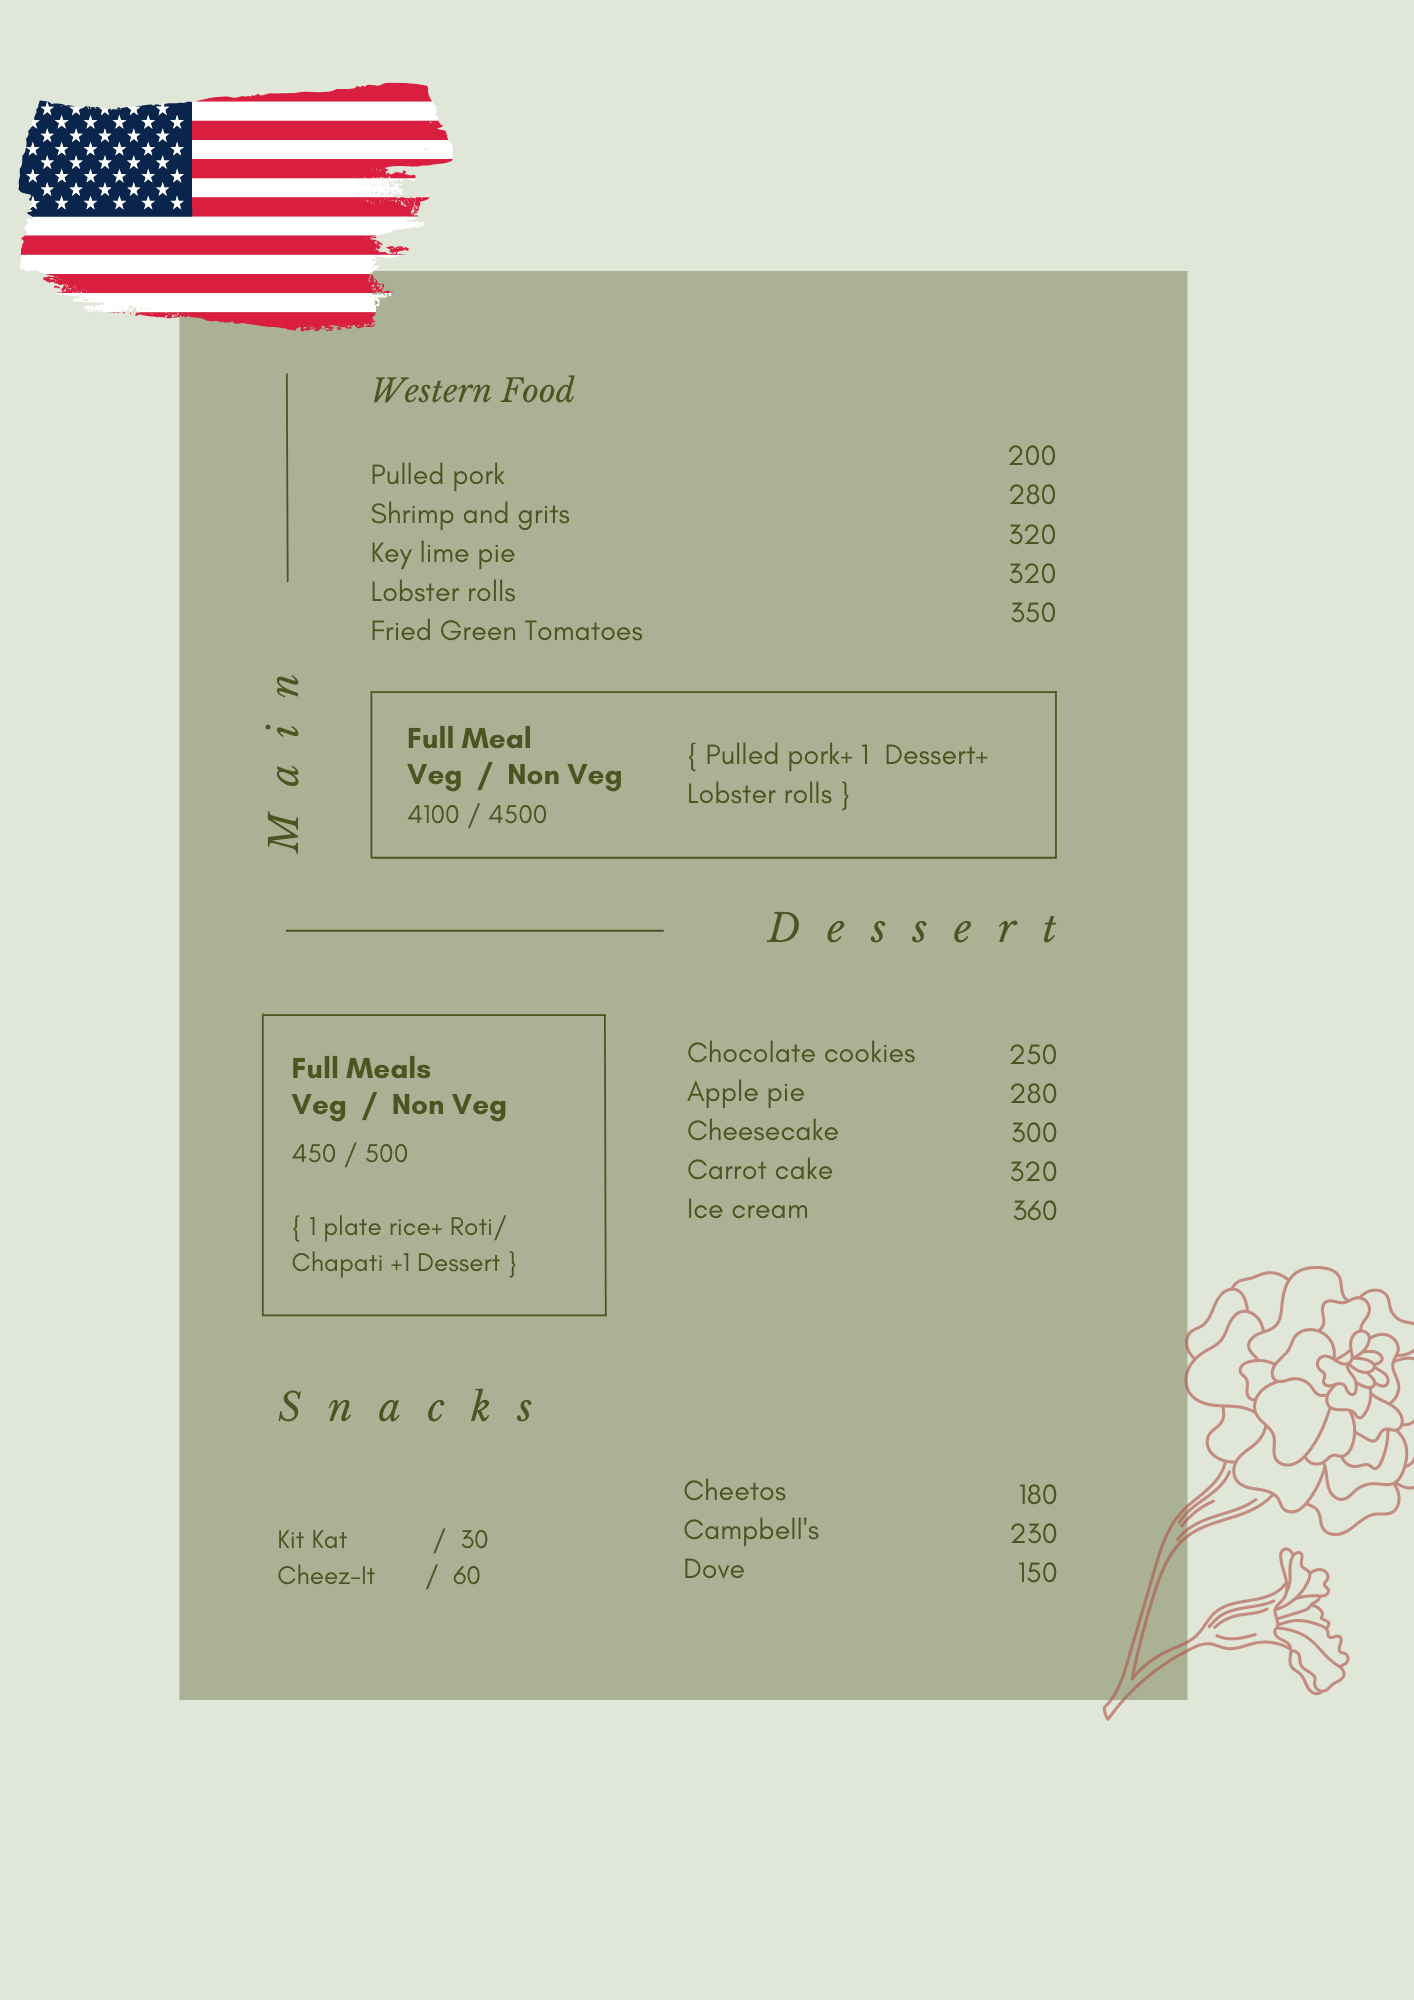 Western Food
Pulled pork 200
Shrimp and grits 280
Key lime pie 320
Lobster rolls 320
Fried Green Tomatoes 350
Main
Full Meal
Veg / Non Veg
4100 / 4500
{ Pulled pork+ 1 Dessert+
Lobster rolls }
Dessert
Full Meals
Veg / Non Veg
450 / 500
{ 1 plate rice+ Roti/
Chapati +1 Dessert }
Chocolate cookies 250
Apple pie 280
Cheesecake 300
Carrot cake 320
Ice cream 360
Snacks
Kit Kat / 30
Cheez-It / 60
Cheetos 180
Campbell's 230
Dove 150